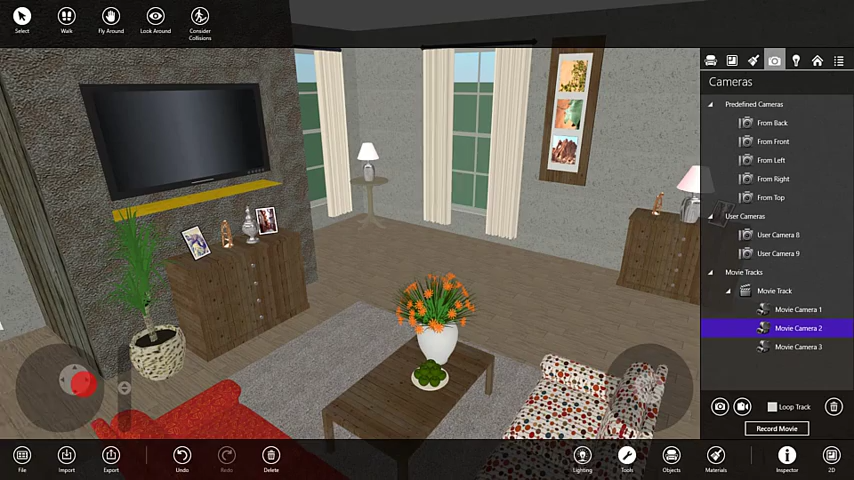 Select
Walk
Fly Around
Look Around
Consider
Collisions
Cameras
Predefined Cameras
From Back
From Front
From Left
From Right
From Top
User Cameras
User Camera 8
User Camera 9
Movie Tracks
Movie Track
Movie Camera 1
Movie Camera 2
Movie Camera 3
Loop Track
Record Movie
File
Import
Export
Undo
Redo
Delete
Lighting
Tools
Objects
Materials
Inspector
2D